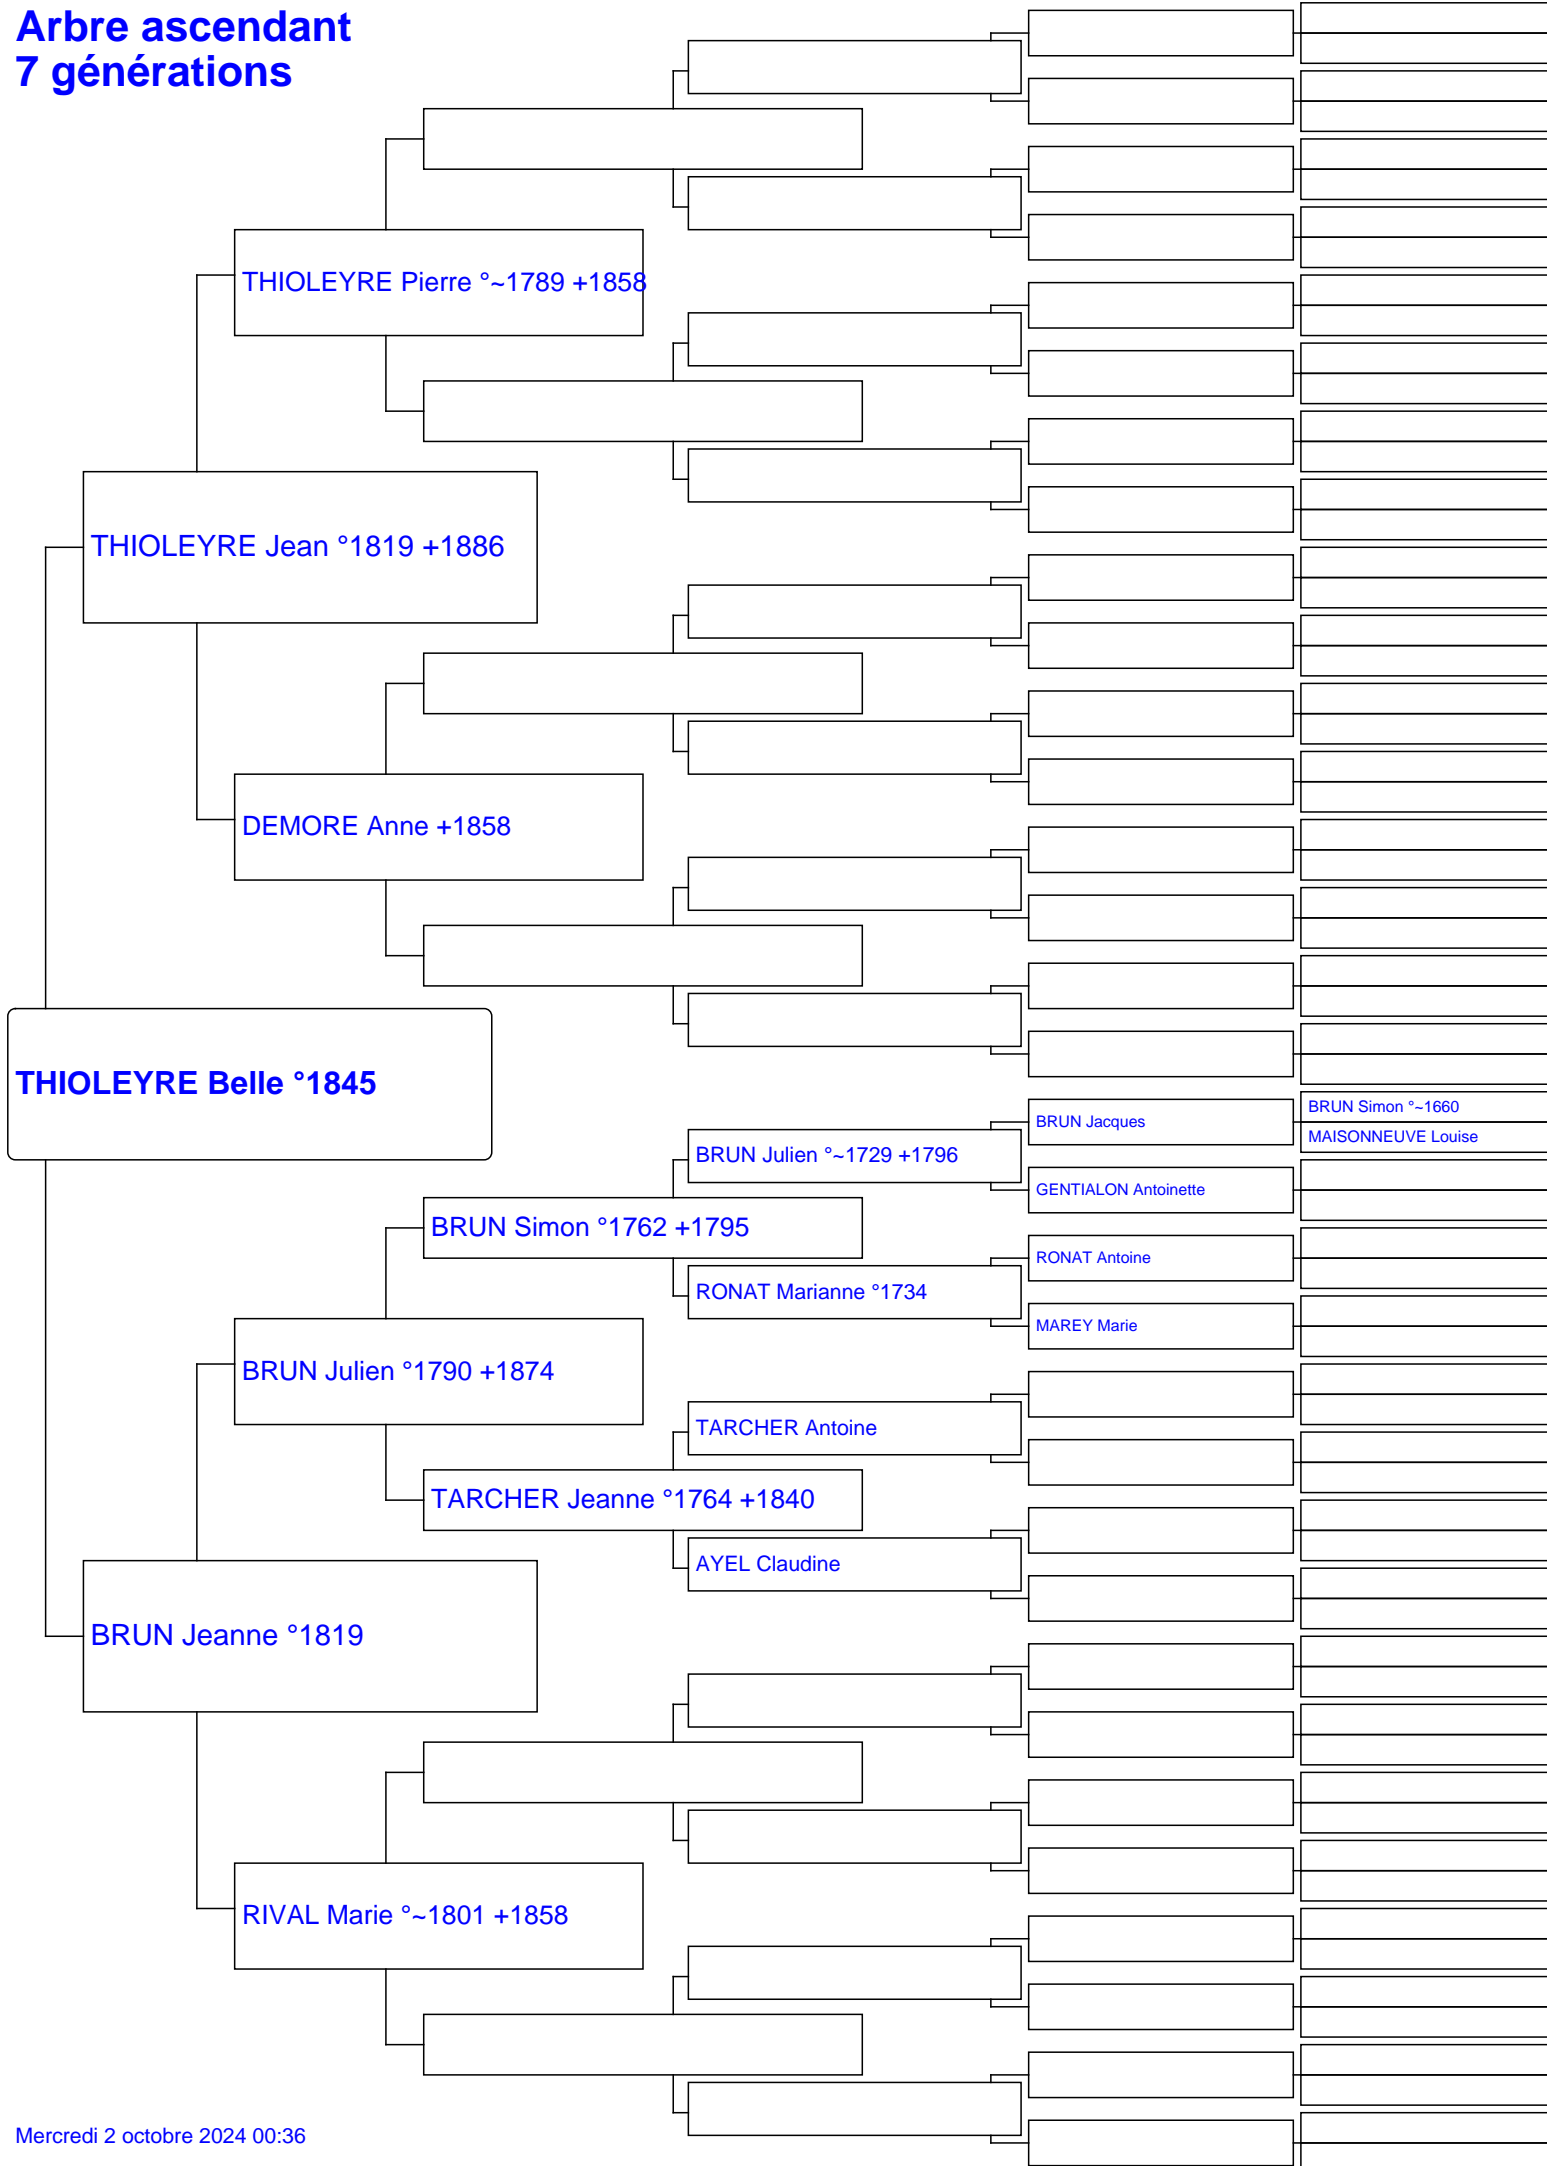 Arbre ascendant
7 générations
THIOLEYRE Pierre °~1789 +1858
THIOLEYRE Jean °1819 +1886
DEMORE Anne +1858
THIOLEYRE Belle °1845
BRUN Simon °~1660
BRUN Jacques
MAISONNEUVE Louise
BRUN Julien °~1729 +1796
GENTIALON Antoinette
BRUN Simon °1762 +1795
RONAT Antoine
RONAT Marianne °1734
MAREY Marie
BRUN Julien °1790 +1874
TARCHER Antoine
TARCHER Jeanne °1764 +1840
AYEL Claudine
BRUN Jeanne °1819
RIVAL Marie °~1801 +1858
Mercredi 2 octobre 2024 00:36